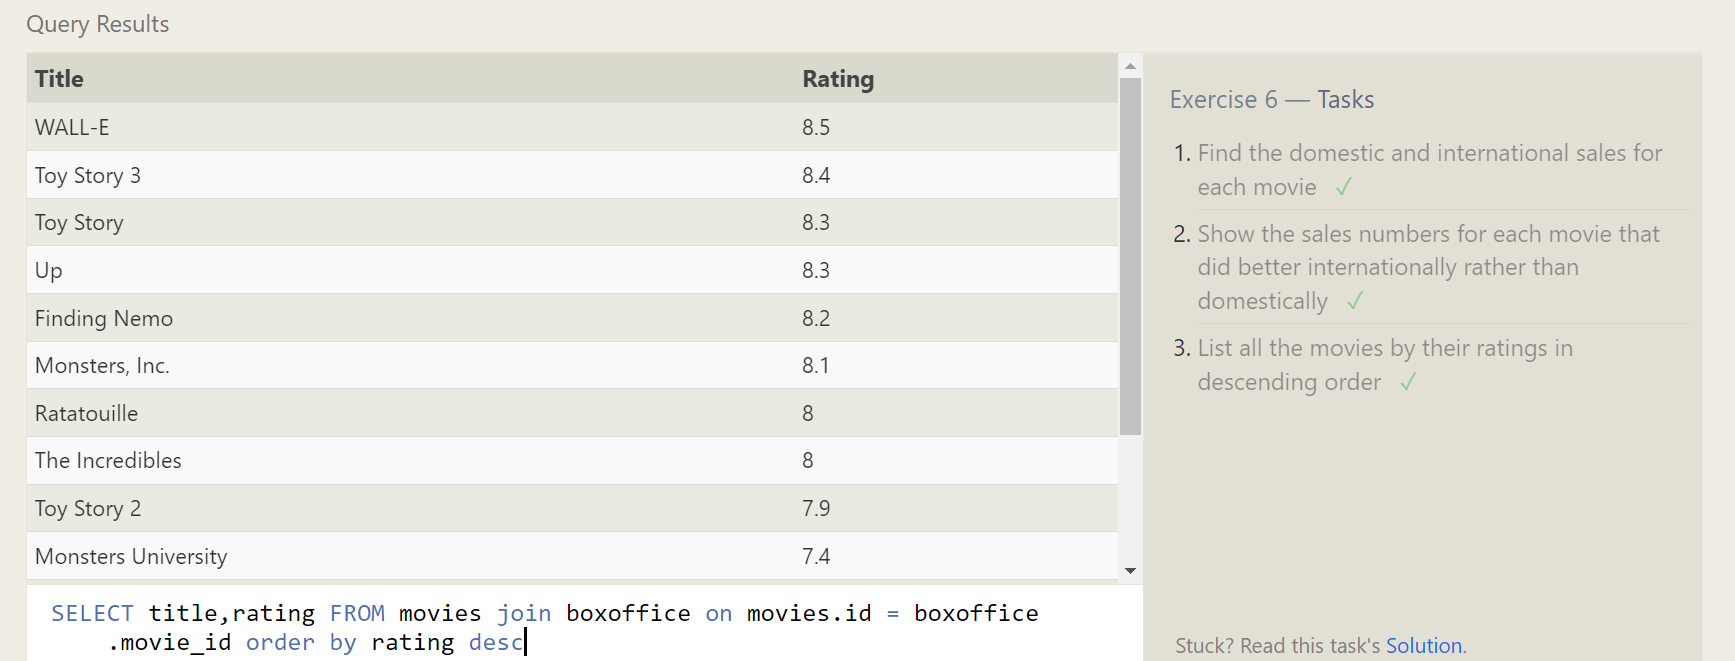 Query Results
Title Rating
WALL-E 8.5
Toy Story 3 8.4
Toy Story 8.3
Up 8.3
Finding Nemo 8.2
Monsters, Inc. 8.1
Ratatouille 8
The Incredibles 8
Toy Story 2 7.9
Monsters University 7.4
SELECT title,rating FROM movies join boxoffice on movies.id = boxoffice
.movie_id order by rating desc
Exercise 6 — Tasks
1. Find the domestic and international sales for
each movie ✓
2. Show the sales numbers for each movie that
did better internationally rather than
domestically ✓
3. List all the movies by their ratings in
descending order ✓
Stuck? Read this task's Solution.